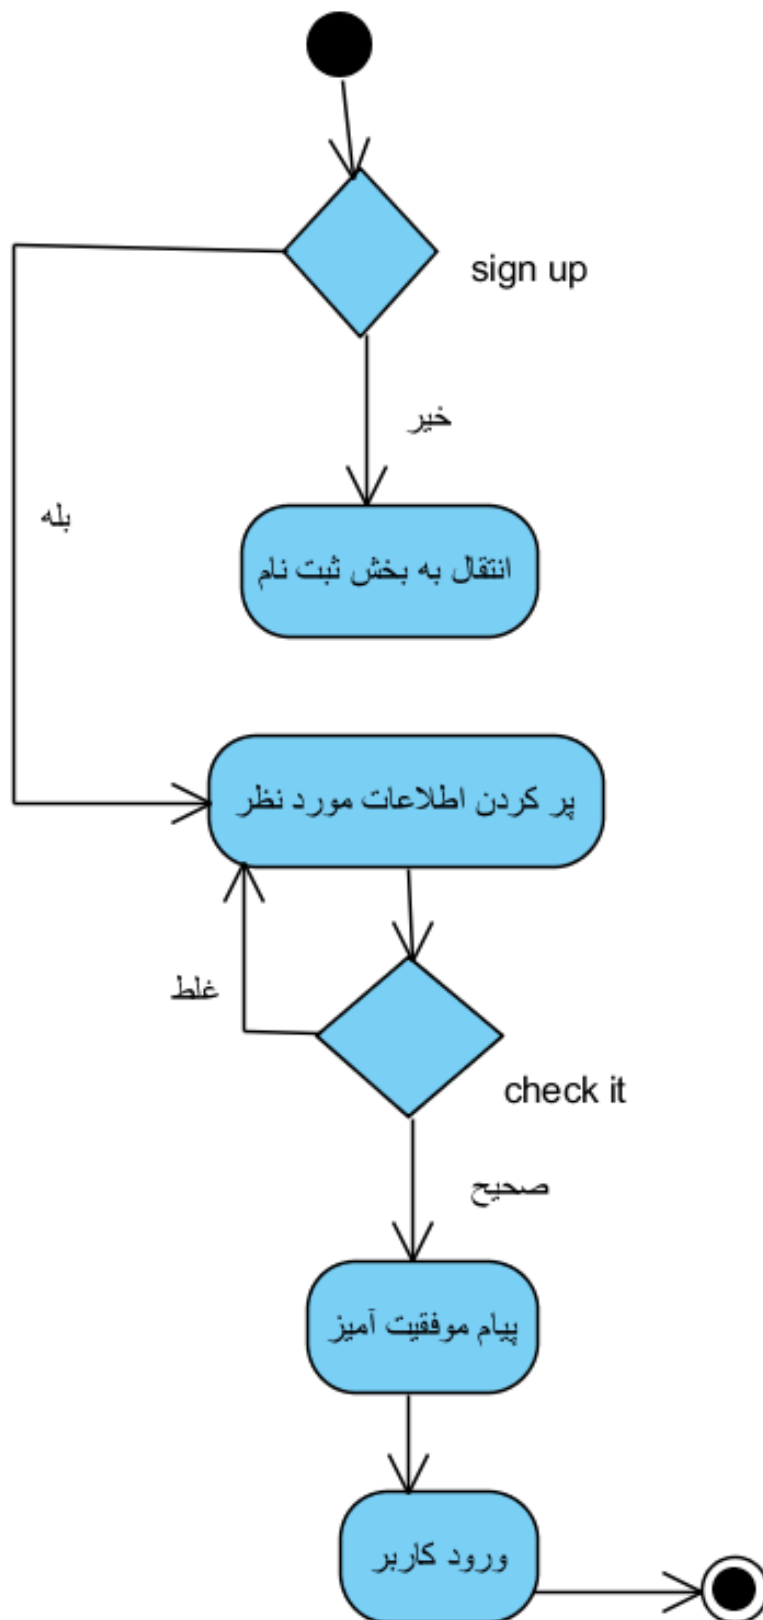 sign up
خیر
بله
انتقال به بخش ثبت نام
پر کردن اطلاعات مورد نظر
غلط
check it
صحیح
پیام موفقیت آمیز
ورود کاربر